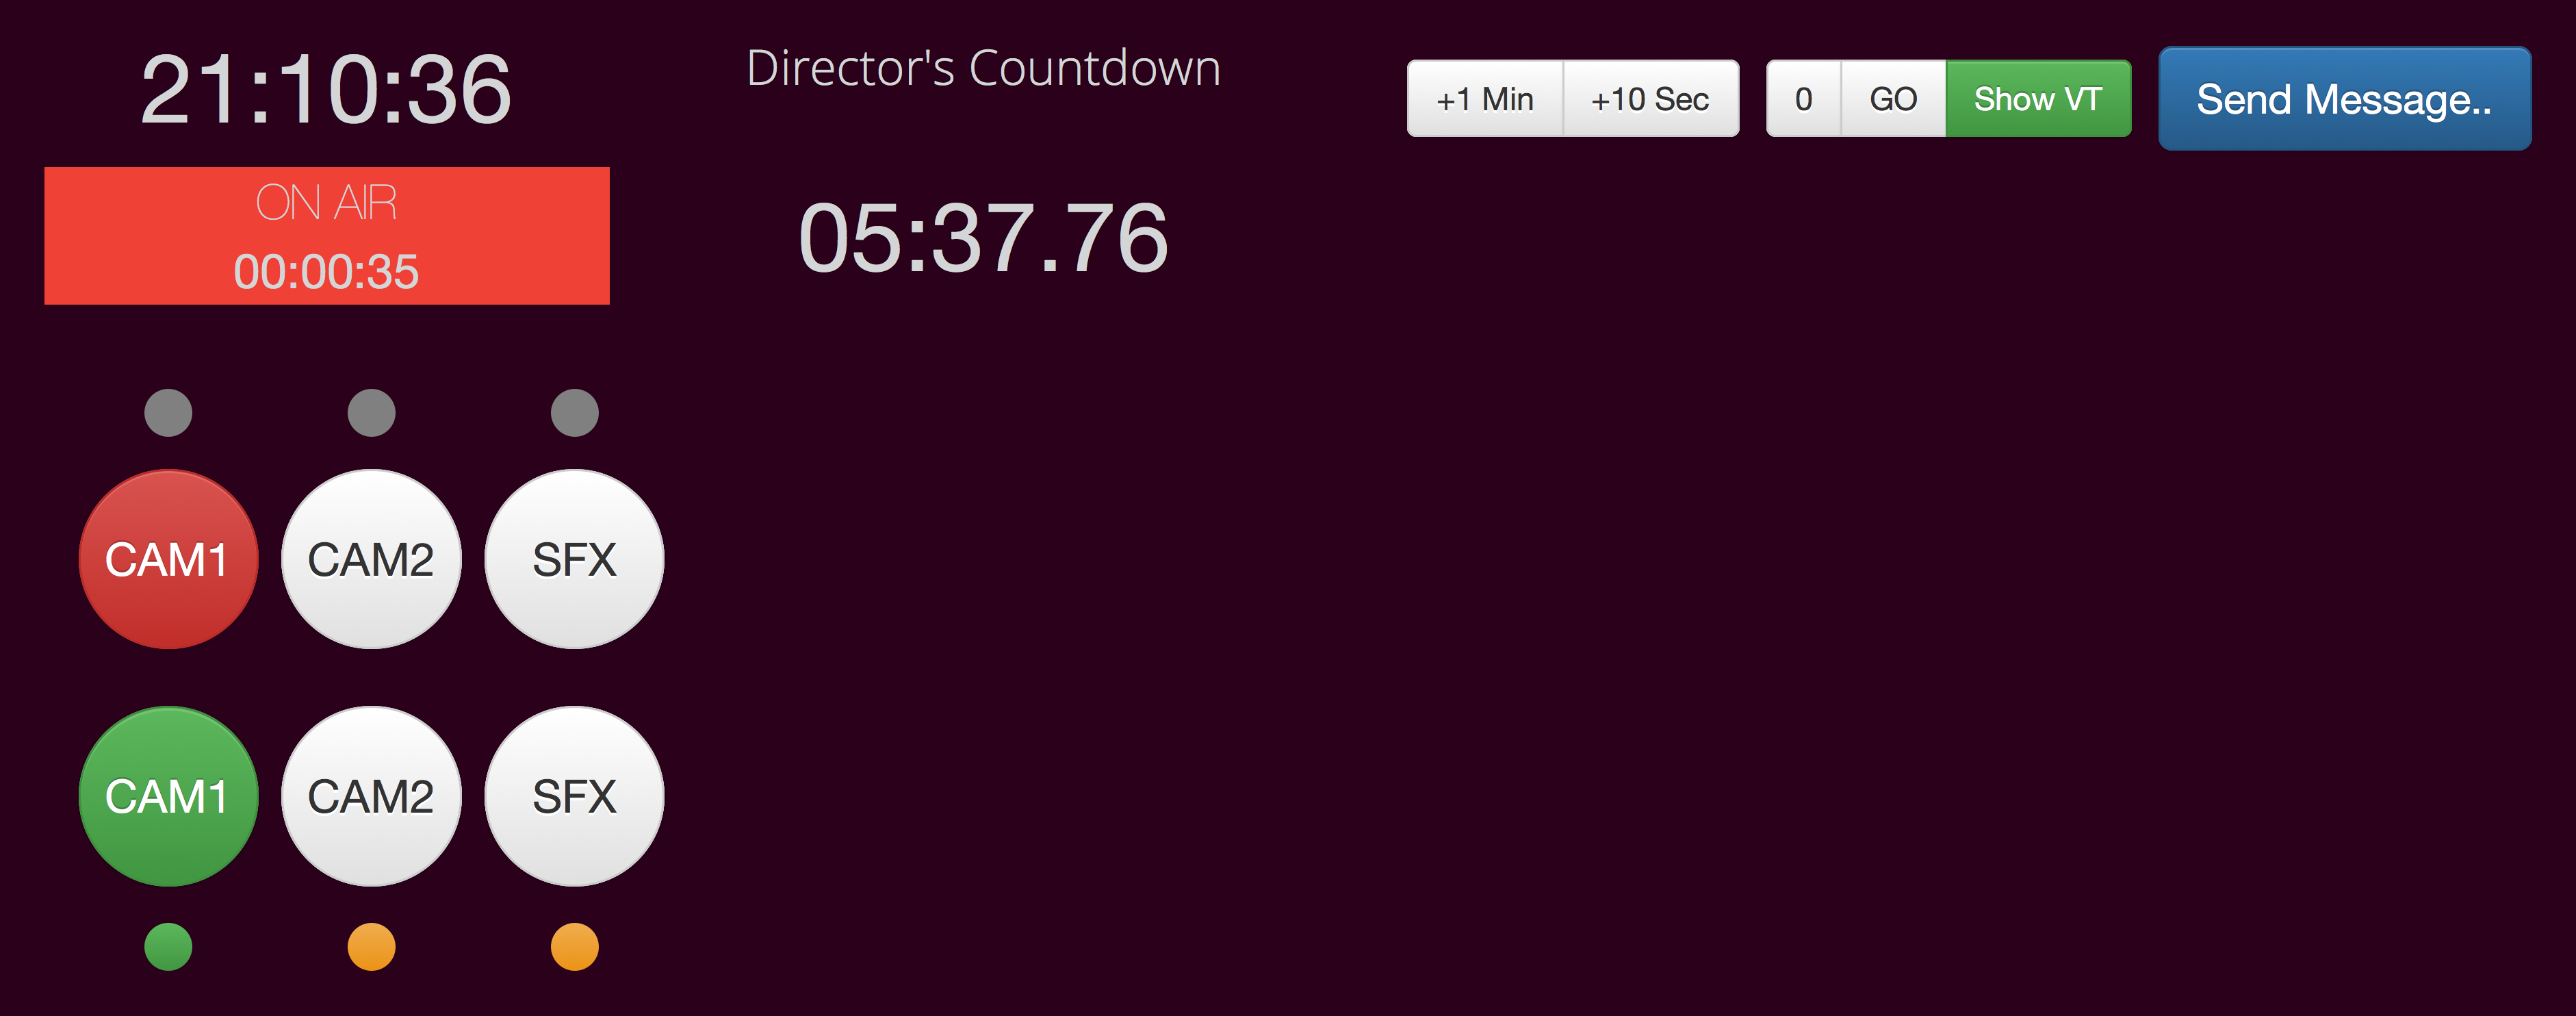 21:10:36
Director's Countdown
+1 Min +10 Sec 0 GO Show VT Send Message..
ON AIR
00:00:35
05:37.76
CAM1 CAM2 SFX
CAM1 CAM2 SFX